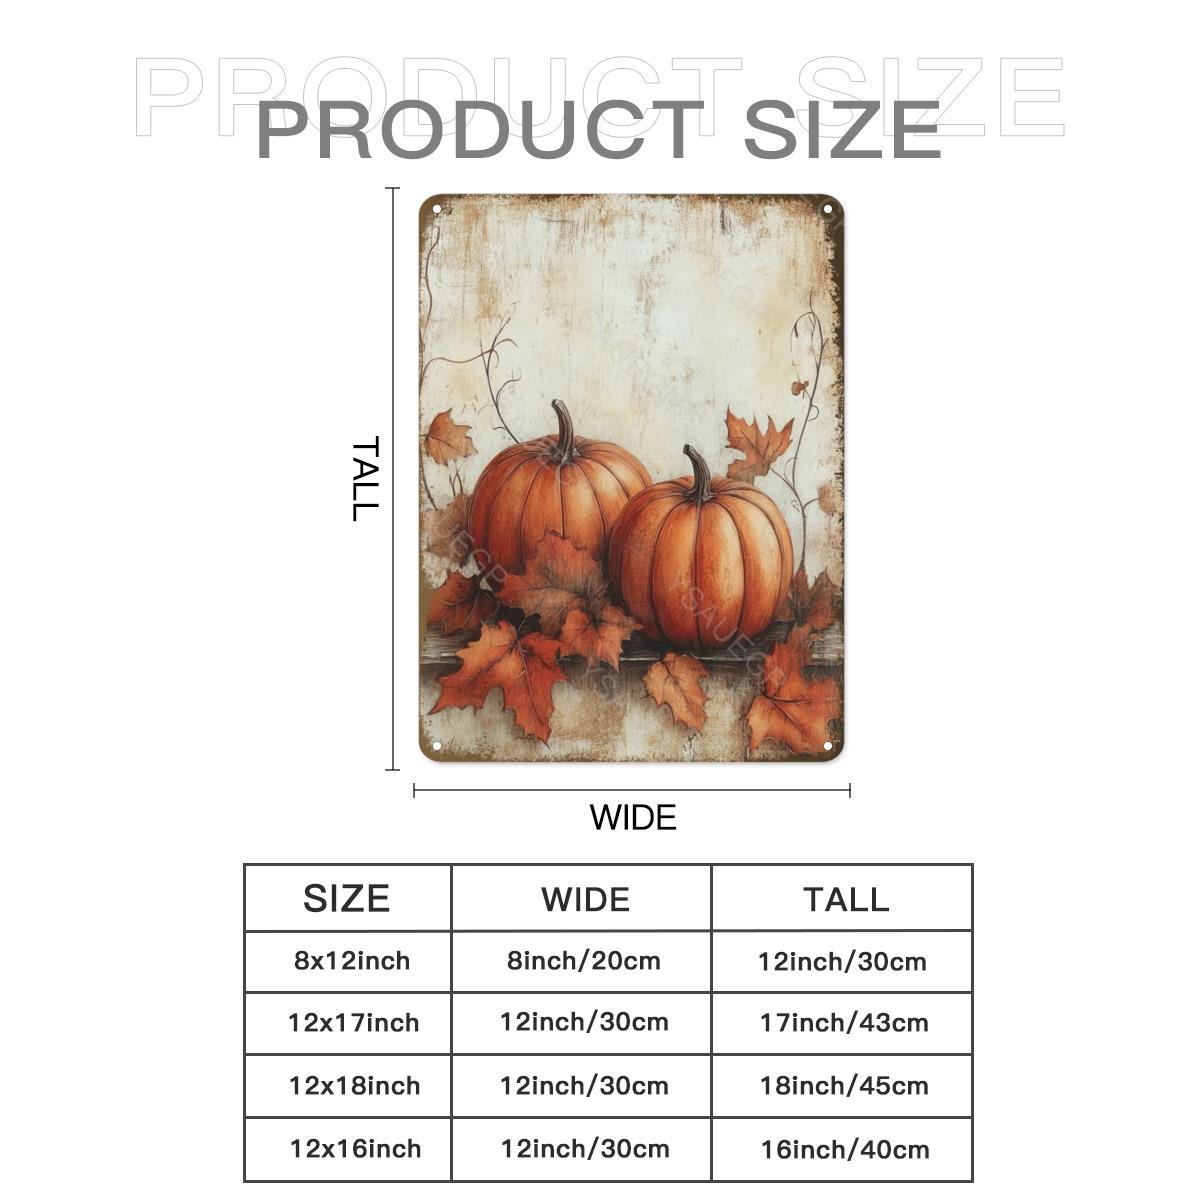 PRODUCT SIZE
PRODUCT SIZE
TALL
YSAUEGP
WIDE
SIZE WIDE TALL
8x12inch 8inch/20cm 12inch/30cm
12x17inch 12inch/30cm 17inch/43cm
12x18inch 12inch/30cm 18inch/45cm
12x16inch 12inch/30cm 16inch/40cm